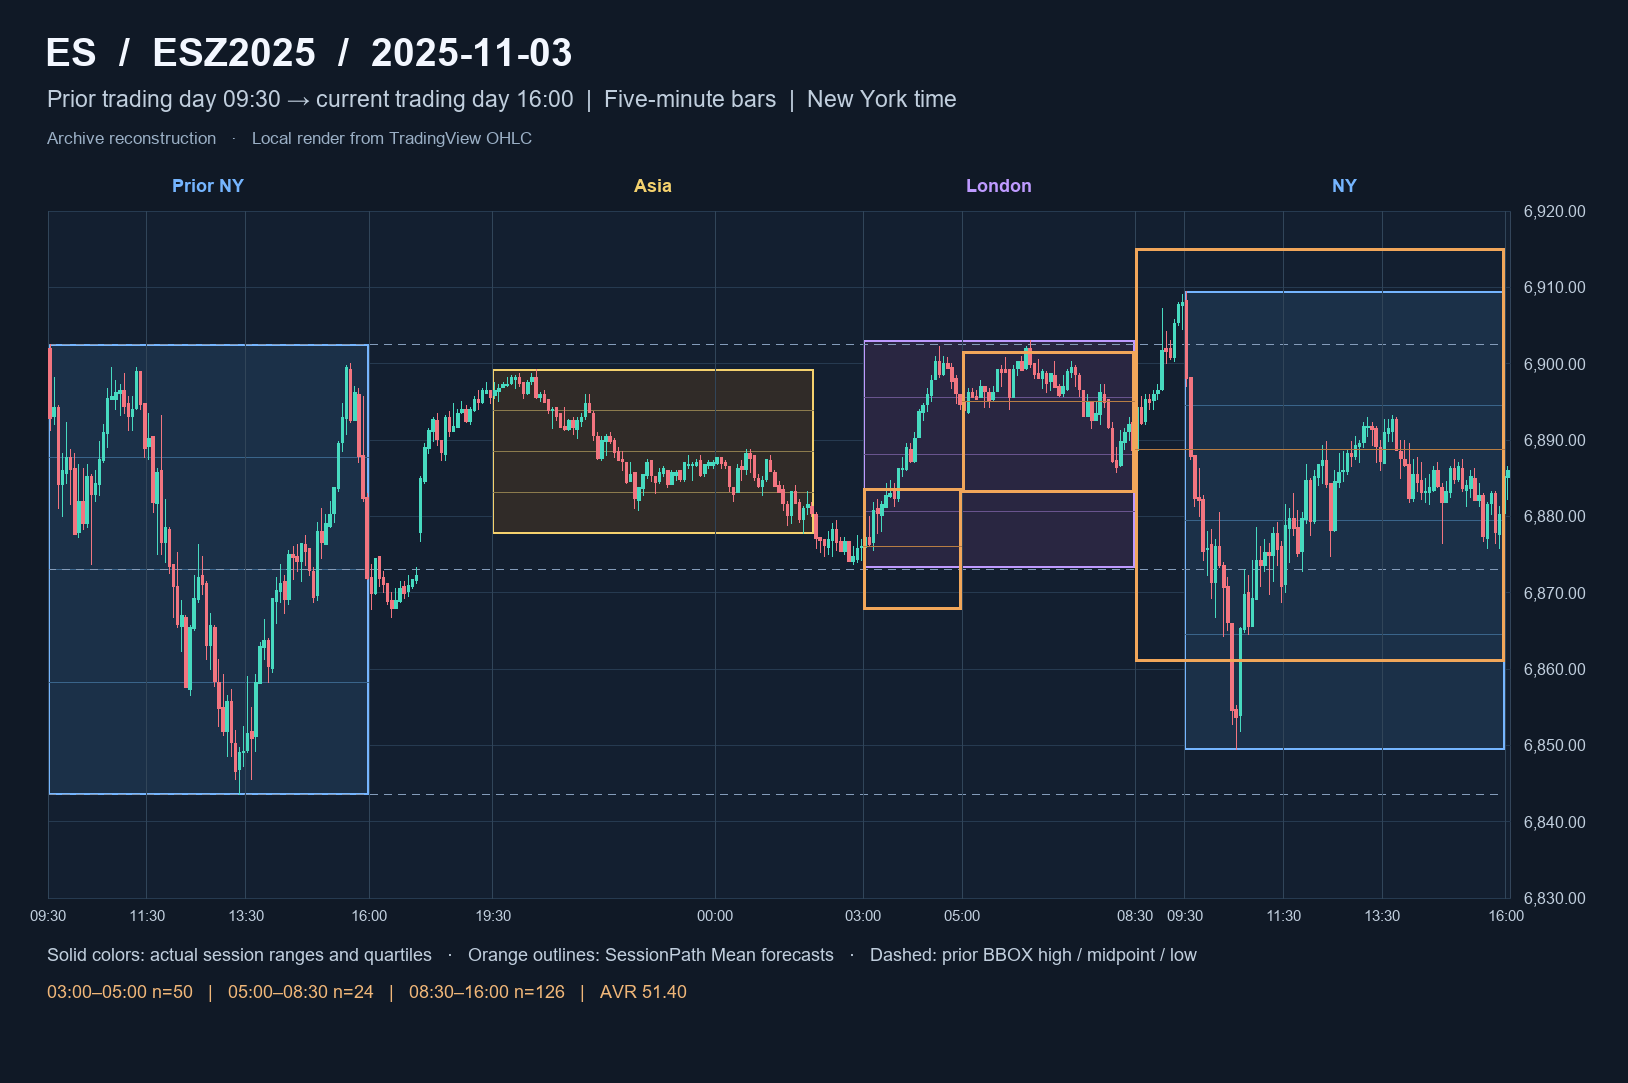 ES / ESZ2025 / 2025-11-03
Prior trading day 09:30 → current trading day 16:00 | Five-minute bars | New York time
Archive reconstruction · Local render from TradingView OHLC
Prior NY Asia London NY
6,920.00
6,910.00
6,900.00
6,890.00
6,880.00
6,870.00
6,860.00
6,850.00
6,840.00
6,830.00
09:30 11:30 13:30 16:00 19:30 00:00 03:00 05:00 08:30 09:30 11:30 13:30 16:00
Solid colors: actual session ranges and quartiles · Orange outlines: SessionPath Mean forecasts · Dashed: prior BBOX high / midpoint / low
03:00–05:00 n=50 | 05:00–08:30 n=24 | 08:30–16:00 n=126 | AVR 51.40